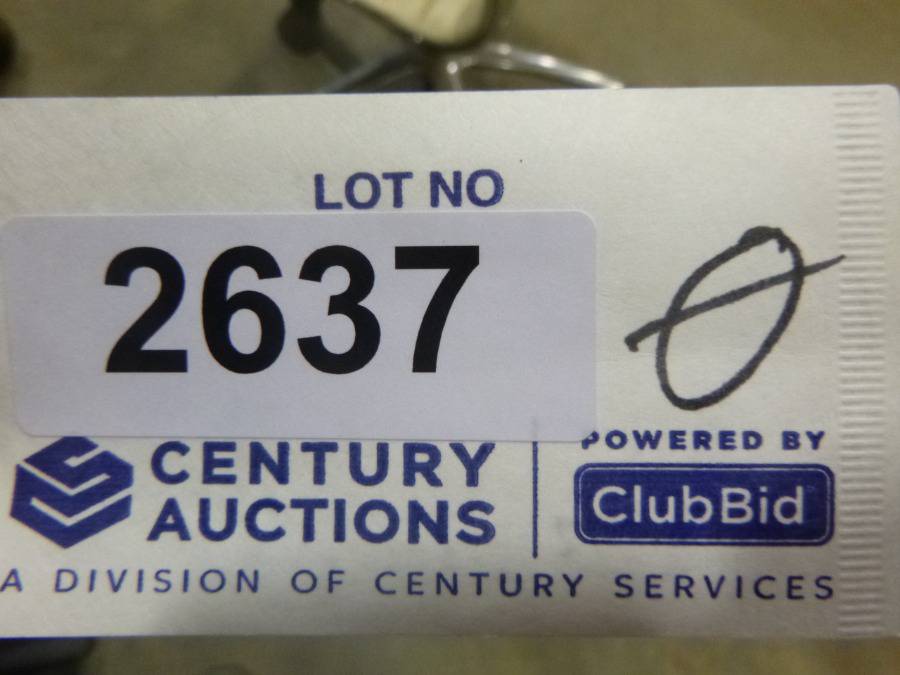 LOT NO
2637
Ø
CENTURY
AUCTIONS
POWERED BY
ClubBid
A DIVISION OF CENTURY SERVICES